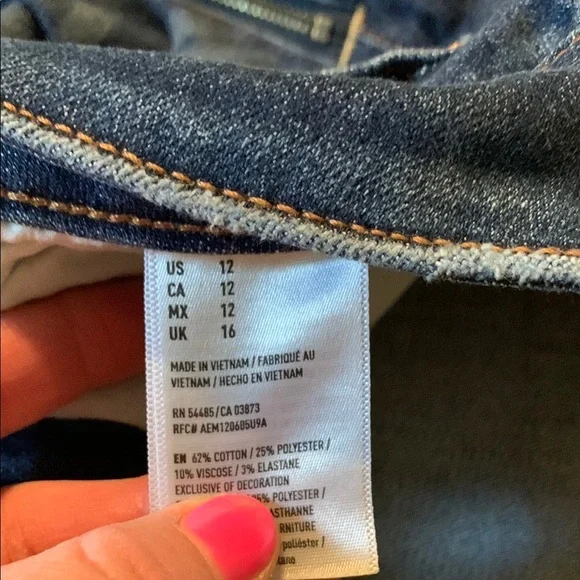 US 12
CA 12
MX 12
UK 16
MADE IN VIETNAM / FABRIQUÉ AU
VIETNAM / HECHO EN VIETNAM
RN 54485/CA 03873
RFC# AEM120605U9A
EN 62% COTTON / 25% POLYESTER /
10% VISCOSE / 3% ELASTANE
EXCLUSIVE OF DECORATION
POLYESTER /